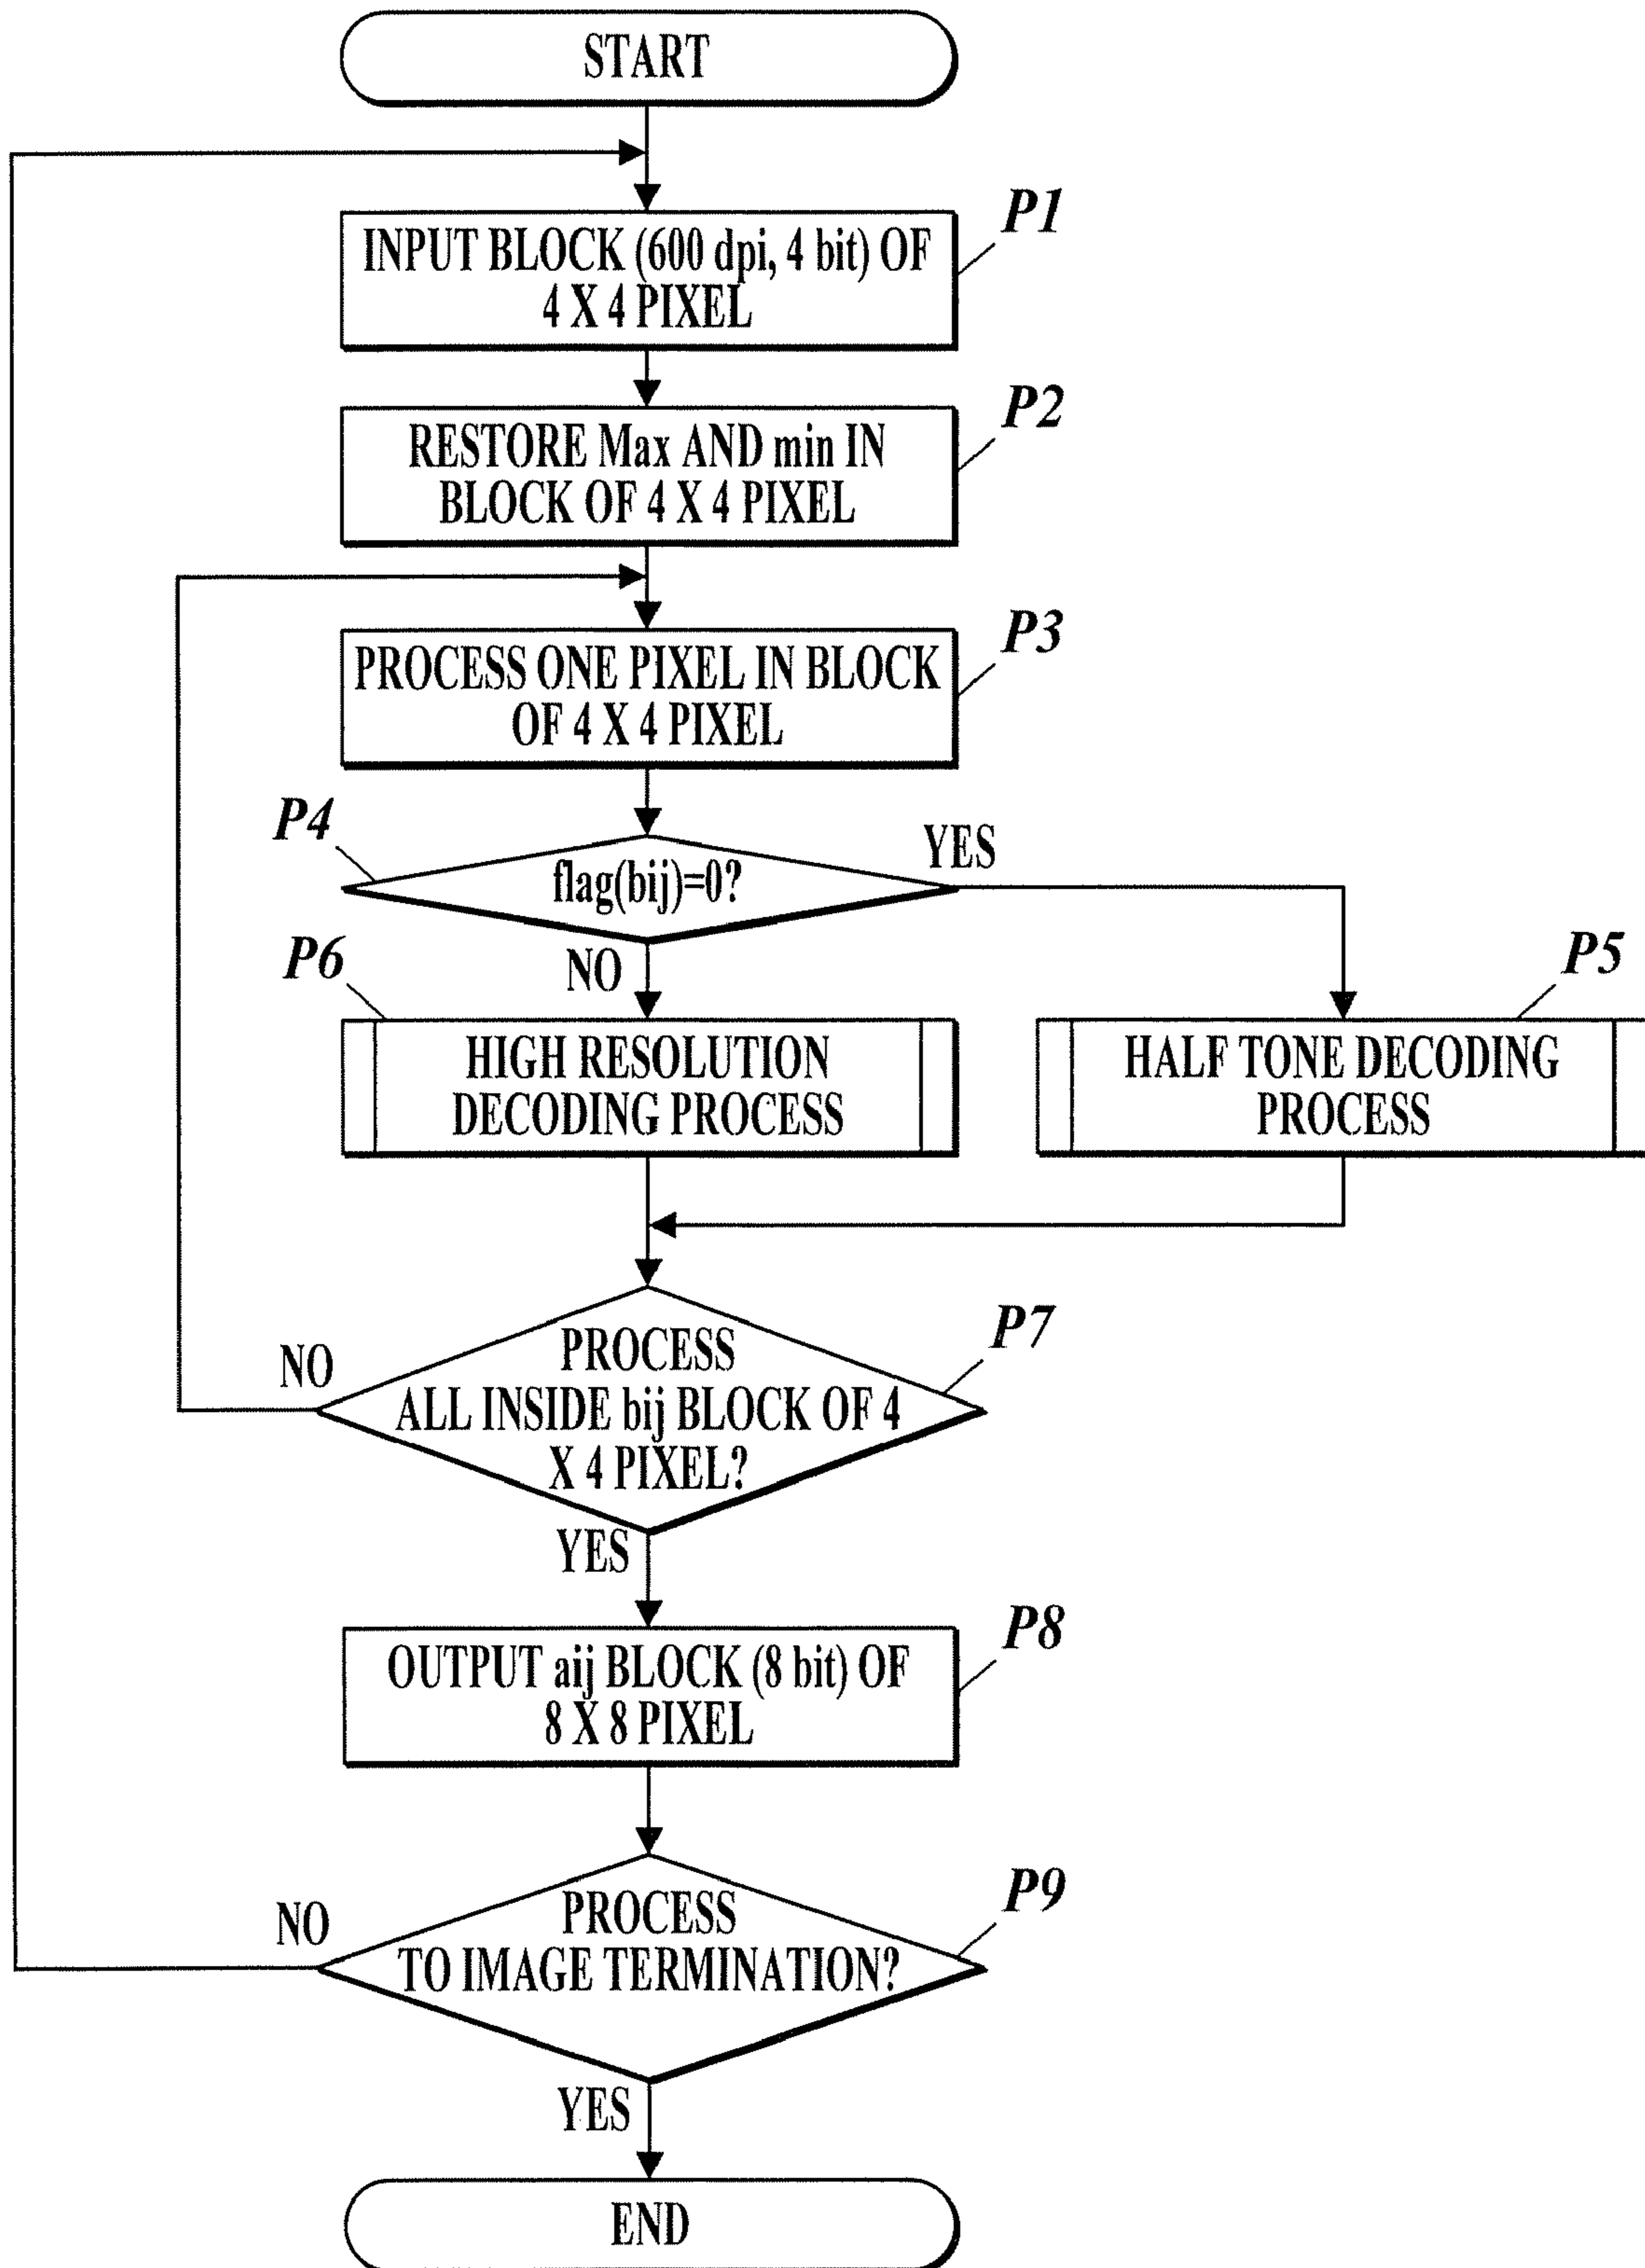 START
P1
INPUT BLOCK (600 dpi, 4 bit) OF
4 X 4 PIXEL
P2
RESTORE Max AND min IN
BLOCK OF 4 X 4 PIXEL
P3
PROCESS ONE PIXEL IN BLOCK
OF 4 X 4 PIXEL
P4
YES
flag(bij)=0?
P6
NO
P5
HIGH RESOLUTION
DECODING PROCESS
HALF TONE DECODING
PROCESS
P7
NO
PROCESS
ALL INSIDE bij BLOCK OF 4
X 4 PIXEL?
YES
P8
OUTPUT aij BLOCK (8 bit) OF
8 X 8 PIXEL
P9
NO
PROCESS
TO IMAGE TERMINATION?
YES
END